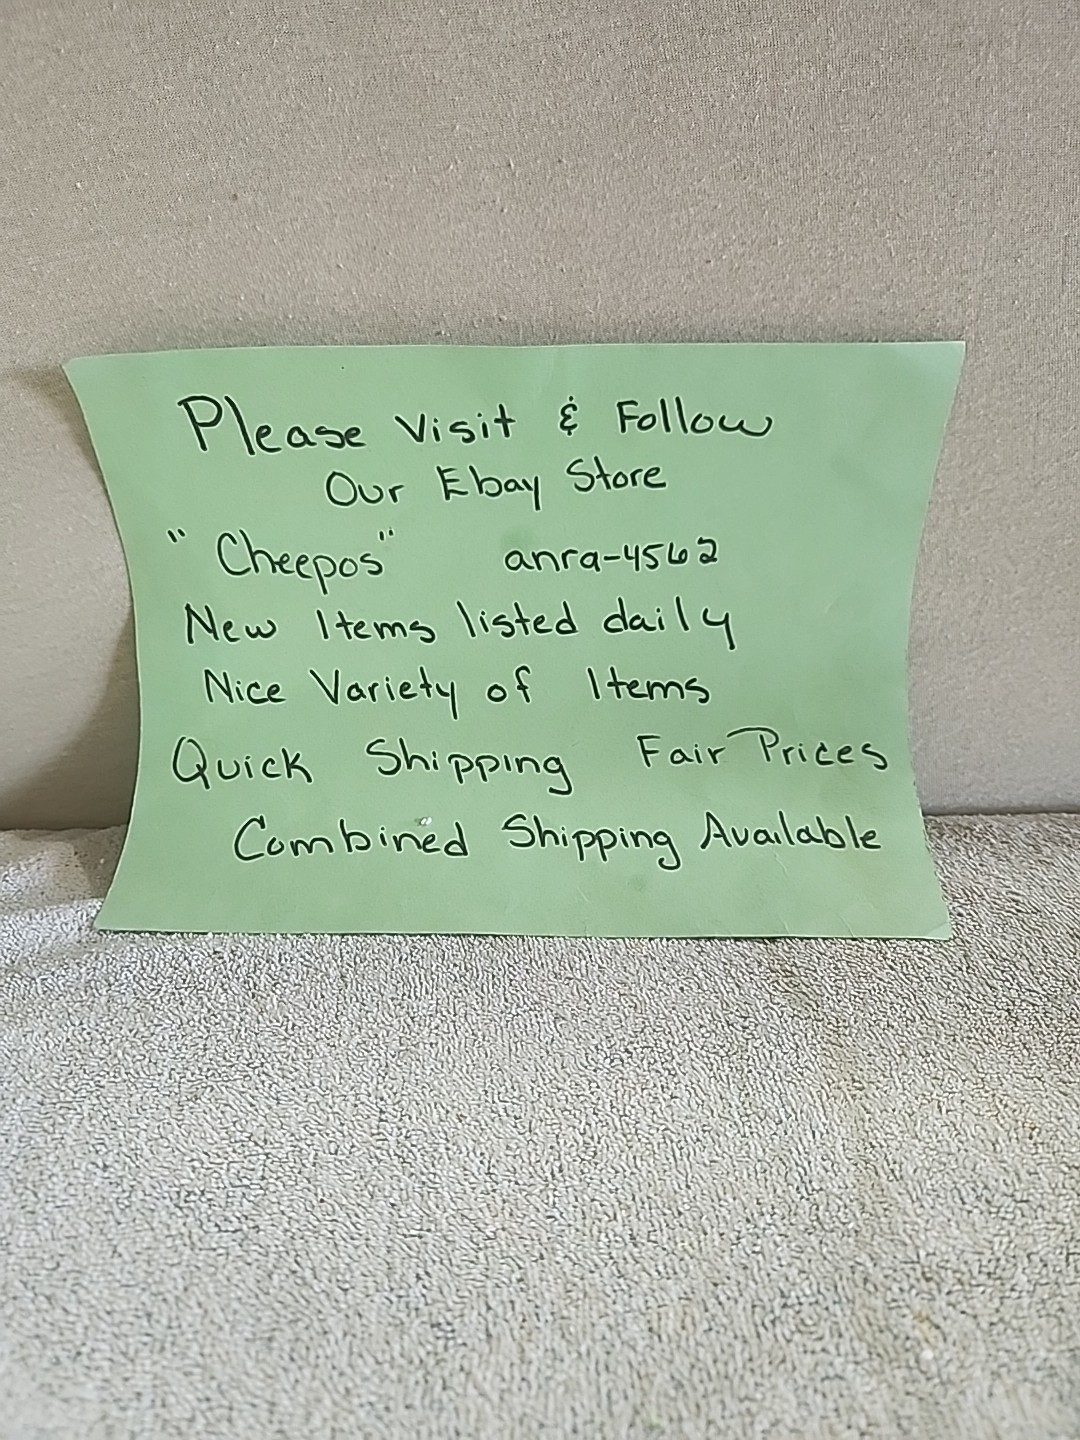 Please Visit & Follow
Our Ebay Store
"Cheepos" anra-4562
New Items listed daily
Nice Variety of Items
Quick Shipping Fair Prices
Combined Shipping Available